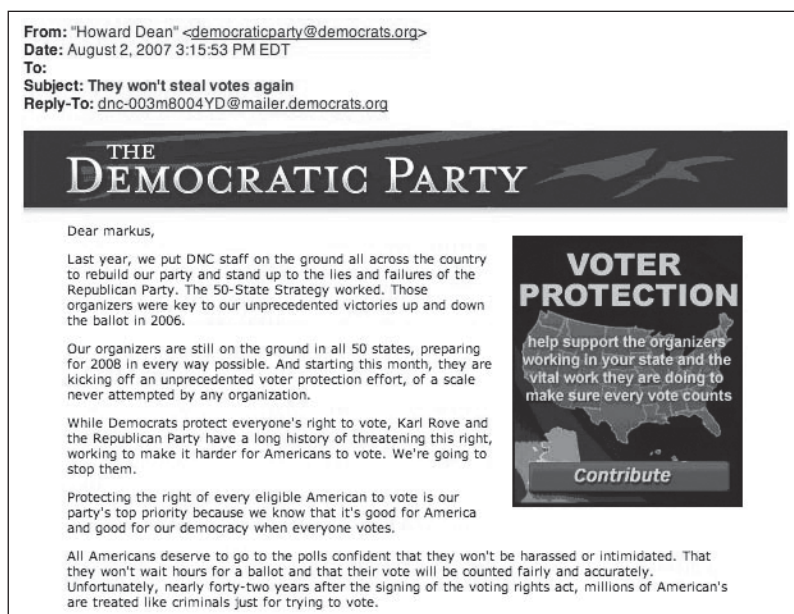 From: "Howard Dean" <democraticparty@democrats.org>
Date: August 2, 2007 3:15:53 PM EDT
To:
Subject: They won't steal votes again
Reply-To: dnc-003m8004YD@mailer.democrats.org
THE
DEMOCRATIC PARTY
Dear markus,
Last year, we put DNC staff on the ground all across the country
to rebuild our party and stand up to the lies and failures of the
Republican Party. The 50-State Strategy worked. Those
organizers were key to our unprecedented victories up and down
the ballot in 2006.
Our organizers are still on the ground in all 50 states, preparing
for 2008 in every way possible. And starting this month, they are
kicking off an unprecedented voter protection effort, of a scale
never attempted by any organization.
While Democrats protect everyone's right to vote, Karl Rove and
the Republican Party have a long history of threatening this right,
working to make it harder for Americans to vote. We're going to
stop them.
Protecting the right of every eligible American to vote is our
party's top priority because we know that it's good for America
and good for our democracy when everyone votes.
VOTER
PROTECTION
help support the organizers
working in your state and the
vital work they are doing to
make sure every vote counts
Contribute
All Americans deserve to go to the polls confident that they won't be harassed or intimidated. That
they won't wait hours for a ballot and that their vote will be counted fairly and accurately.
Unfortunately, nearly forty-two years after the signing of the voting rights act, millions of American's
are treated like criminals just for trying to vote.